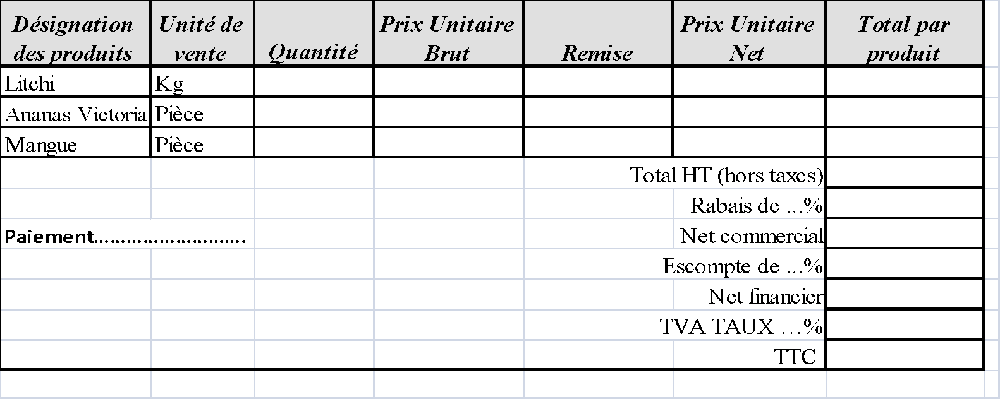 Désignation des produits Unité de vente Quantité Prix Unitaire Brut Remise Prix Unitaire Net Total par produit
Litchi Kg
Ananas Victoria Pièce
Mangue Pièce
Total HT (hors taxes)
Rabais de ...%
Paiement............................ Net commercial
Escompte de ...%
Net financier
TVA TAUX ...%
TTC